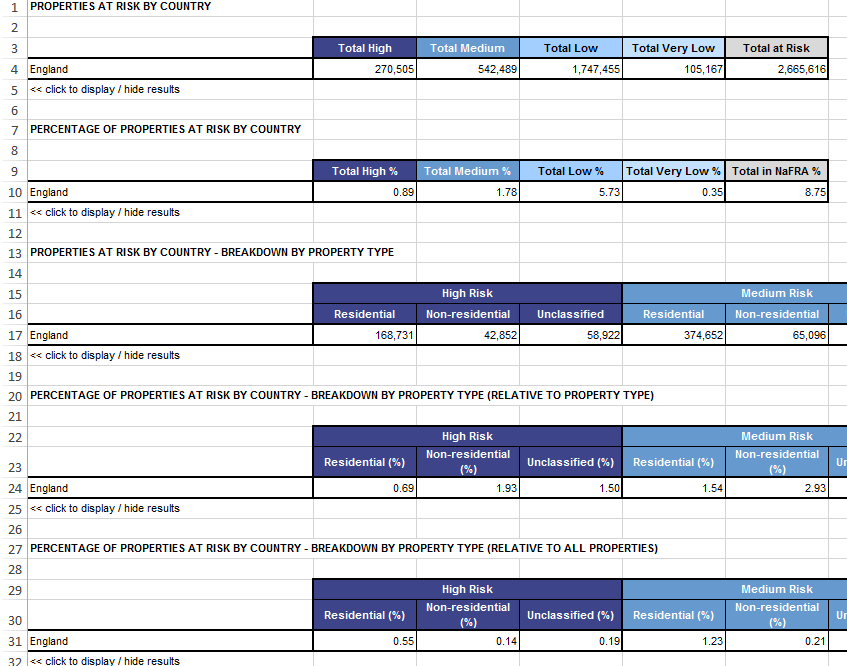 1 PROPERTIES AT RISK BY COUNTRY
2
3 Total High Total Medium Total Low Total Very Low Total at Risk
4 England 270,505 542,489 1,747,455 105,167 2,665,616
5 << click to display / hide results
6
7 PERCENTAGE OF PROPERTIES AT RISK BY COUNTRY
8
9 Total High % Total Medium % Total Low % Total Very Low % Total in NaFRA %
10 England 0.89 1.78 5.73 0.35 8.75
11 << click to display / hide results
12
13 PROPERTIES AT RISK BY COUNTRY - BREAKDOWN BY PROPERTY TYPE
14
15 High Risk Medium Risk
16 Residential Non-residential Unclassified Residential Non-residential
17 England 168,731 42,852 58,922 374,652 65,096
18 << click to display / hide results
19
20 PERCENTAGE OF PROPERTIES AT RISK BY COUNTRY - BREAKDOWN BY PROPERTY TYPE (RELATIVE TO PROPERTY TYPE)
21
22 High Risk Medium Risk
23 Residential (%) Non-residential (%) Unclassified (%) Residential (%) Non-residential (%) Un
24 England 0.69 1.93 1.50 1.54 2.93
25 << click to display / hide results
26
27 PERCENTAGE OF PROPERTIES AT RISK BY COUNTRY - BREAKDOWN BY PROPERTY TYPE (RELATIVE TO ALL PROPERTIES)
28
29 High Risk Medium Risk
30 Residential (%) Non-residential (%) Unclassified (%) Residential (%) Non-residential (%) Un
31 England 0.55 0.14 0.19 1.23 0.21
32 << click to display / hide results